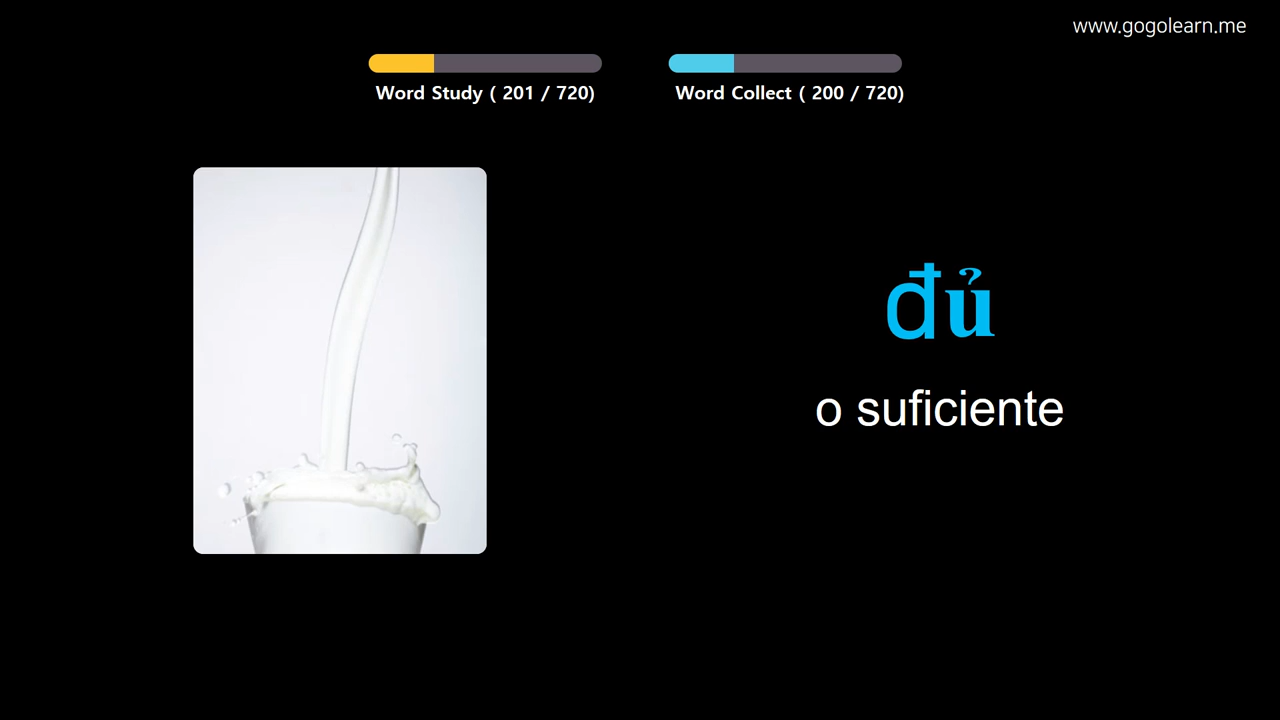 www.gogolearn.me
Word Study ( 201 / 720)
Word Collect ( 200 / 720)
đủ
o suficiente